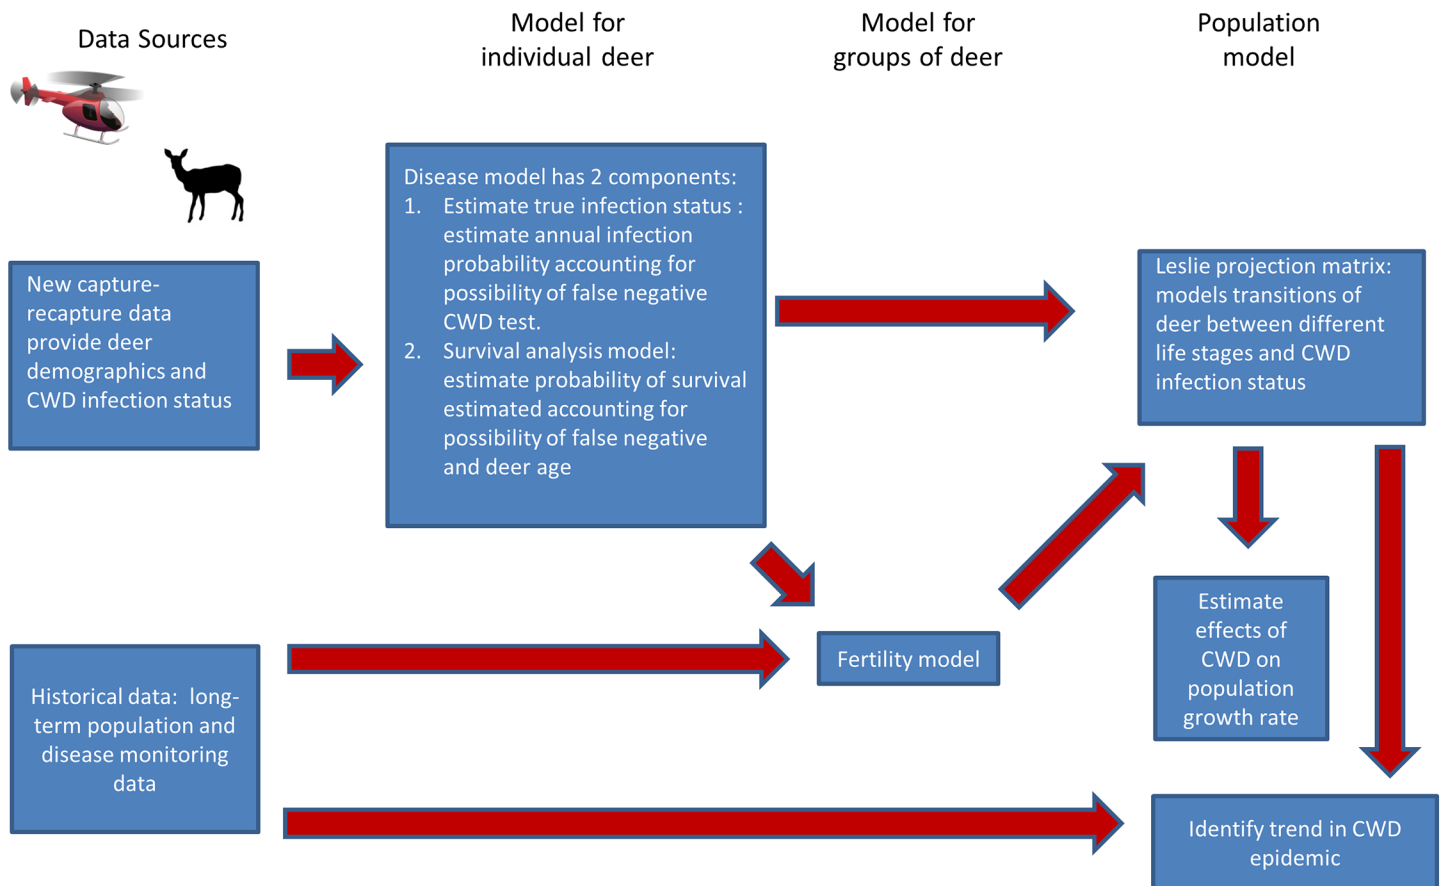 Data Sources
Model for
individual deer
Model for
groups of deer
Population
model
New capture-
recapture data
provide deer
demographics and
CWD infection status
Disease model has 2 components:
1. Estimate true infection status :
estimate annual infection
probability accounting for
possibility of false negative
CWD test.
2. Survival analysis model:
estimate probability of survival
estimated accounting for
possibility of false negative
and deer age
Leslie projection matrix:
models transitions of
deer between different
life stages and CWD
infection status
Historical data: long-
term population and
disease monitoring
data
Fertility model
Estimate
effects of
CWD on
population
growth rate
Identify trend in CWD
epidemic